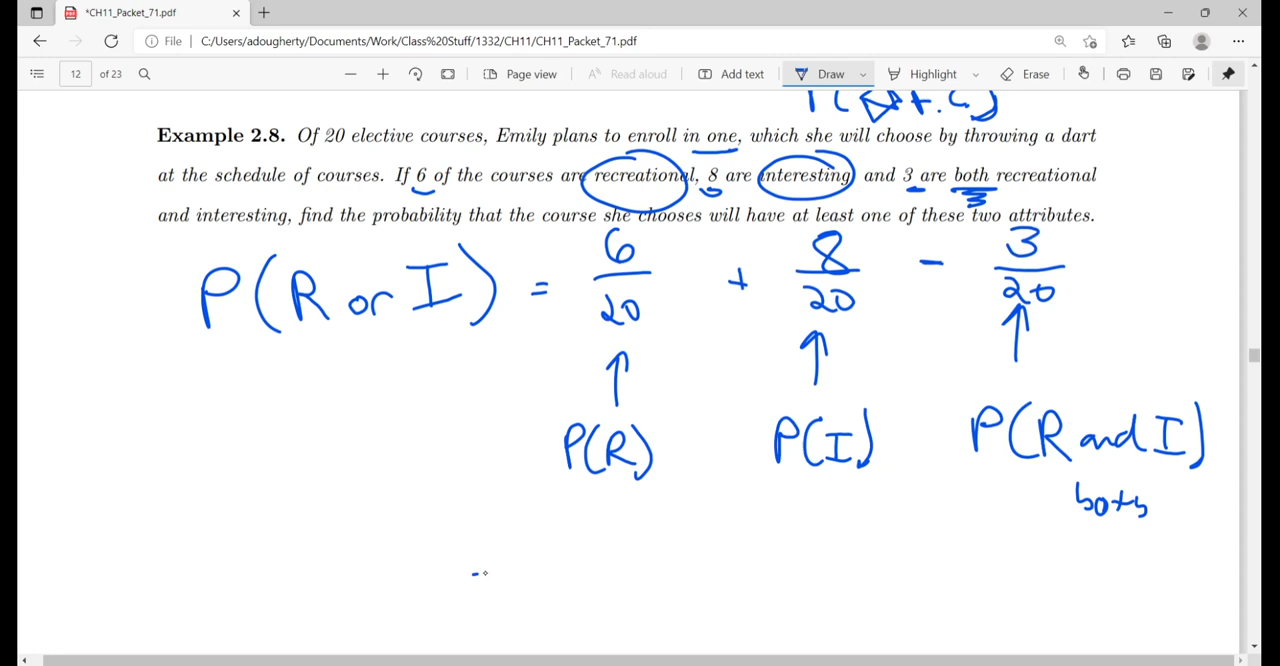 *CH11_Packet_71.pdf
File C:/Users/adougherty/Documents/Work/Class%20Stuff/1332/CH11/CH11_Packet_71.pdf
12 of 23 Page view Read aloud Add text Draw Highlight Erase
Example 2.8. Of 20 elective courses, Emily plans to enroll in one, which she will choose by throwing a dart
at the schedule of courses. If 6 of the courses are recreational, 8 are interesting and 3 are both recreational
and interesting, find the probability that the course she chooses will have at least one of these two attributes.
P(R or I) = 6/20 + 8/20 - 3/20
P(R) P(I) P(R and I)
both